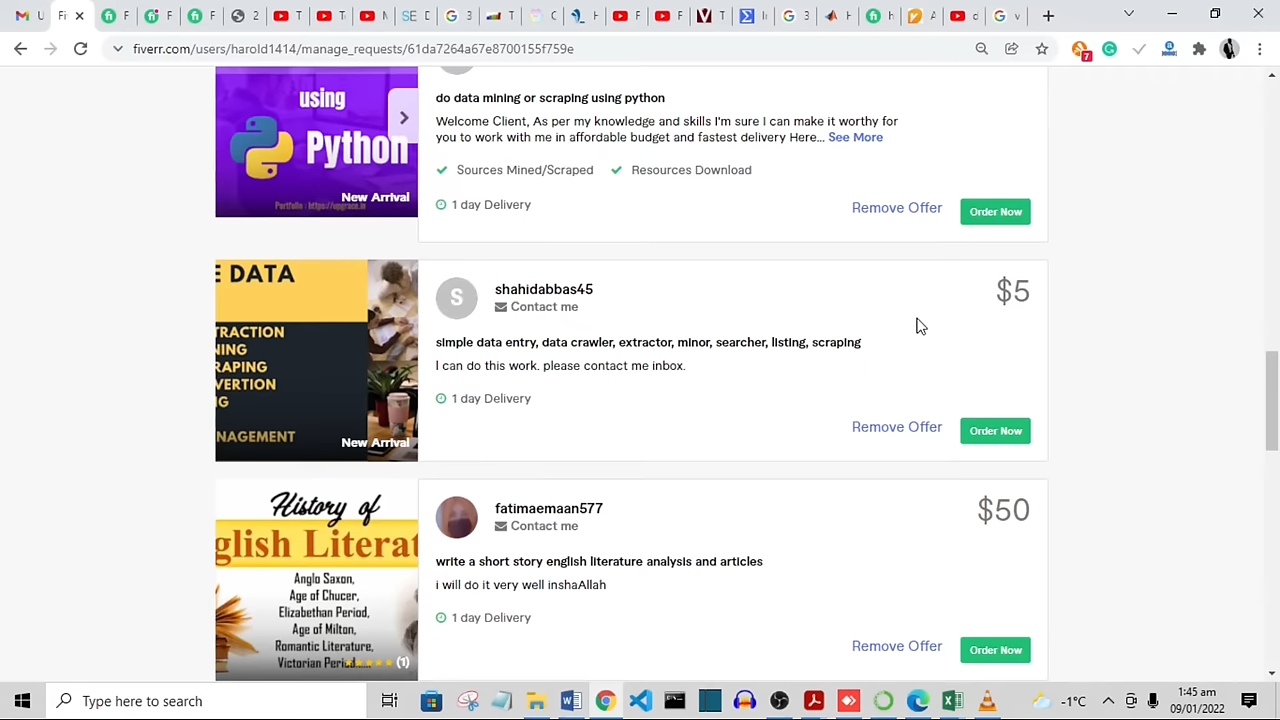 fiverr.com/users/harold1414/manage_requests/61da7264a67e8700155f759e
7
using
Python
New Arrival
Portfolio : https://upgrace.in
do data mining or scraping using python
Welcome Client, As per my knowledge and skills I'm sure I can make it worthy for
you to work with me in affordable budget and fastest delivery Here... See More
Sources Mined/Scraped Resources Download
1 day Delivery
Remove Offer Order Now
E DATA
TRACTION
NING
RAPING
VERTION
NG
NAGEMENT
New Arrival
S
shahidabbas45
Contact me
$5
simple data entry, data crawler, extractor, minor, searcher, listing, scraping
I can do this work. please contact me inbox.
1 day Delivery
Remove Offer Order Now
History of
glish Literat
Anglo Saxon,
Age of Chucer,
Elizabethan Period,
Age of Milton,
Romantic Literature,
Victorian Period.....
(1)
fatimaemaan577
Contact me
$50
write a short story english literature analysis and articles
i will do it very well inshaAllah
1 day Delivery
Remove Offer Order Now
Type here to search
-1°C
1:45 am
09/01/2022